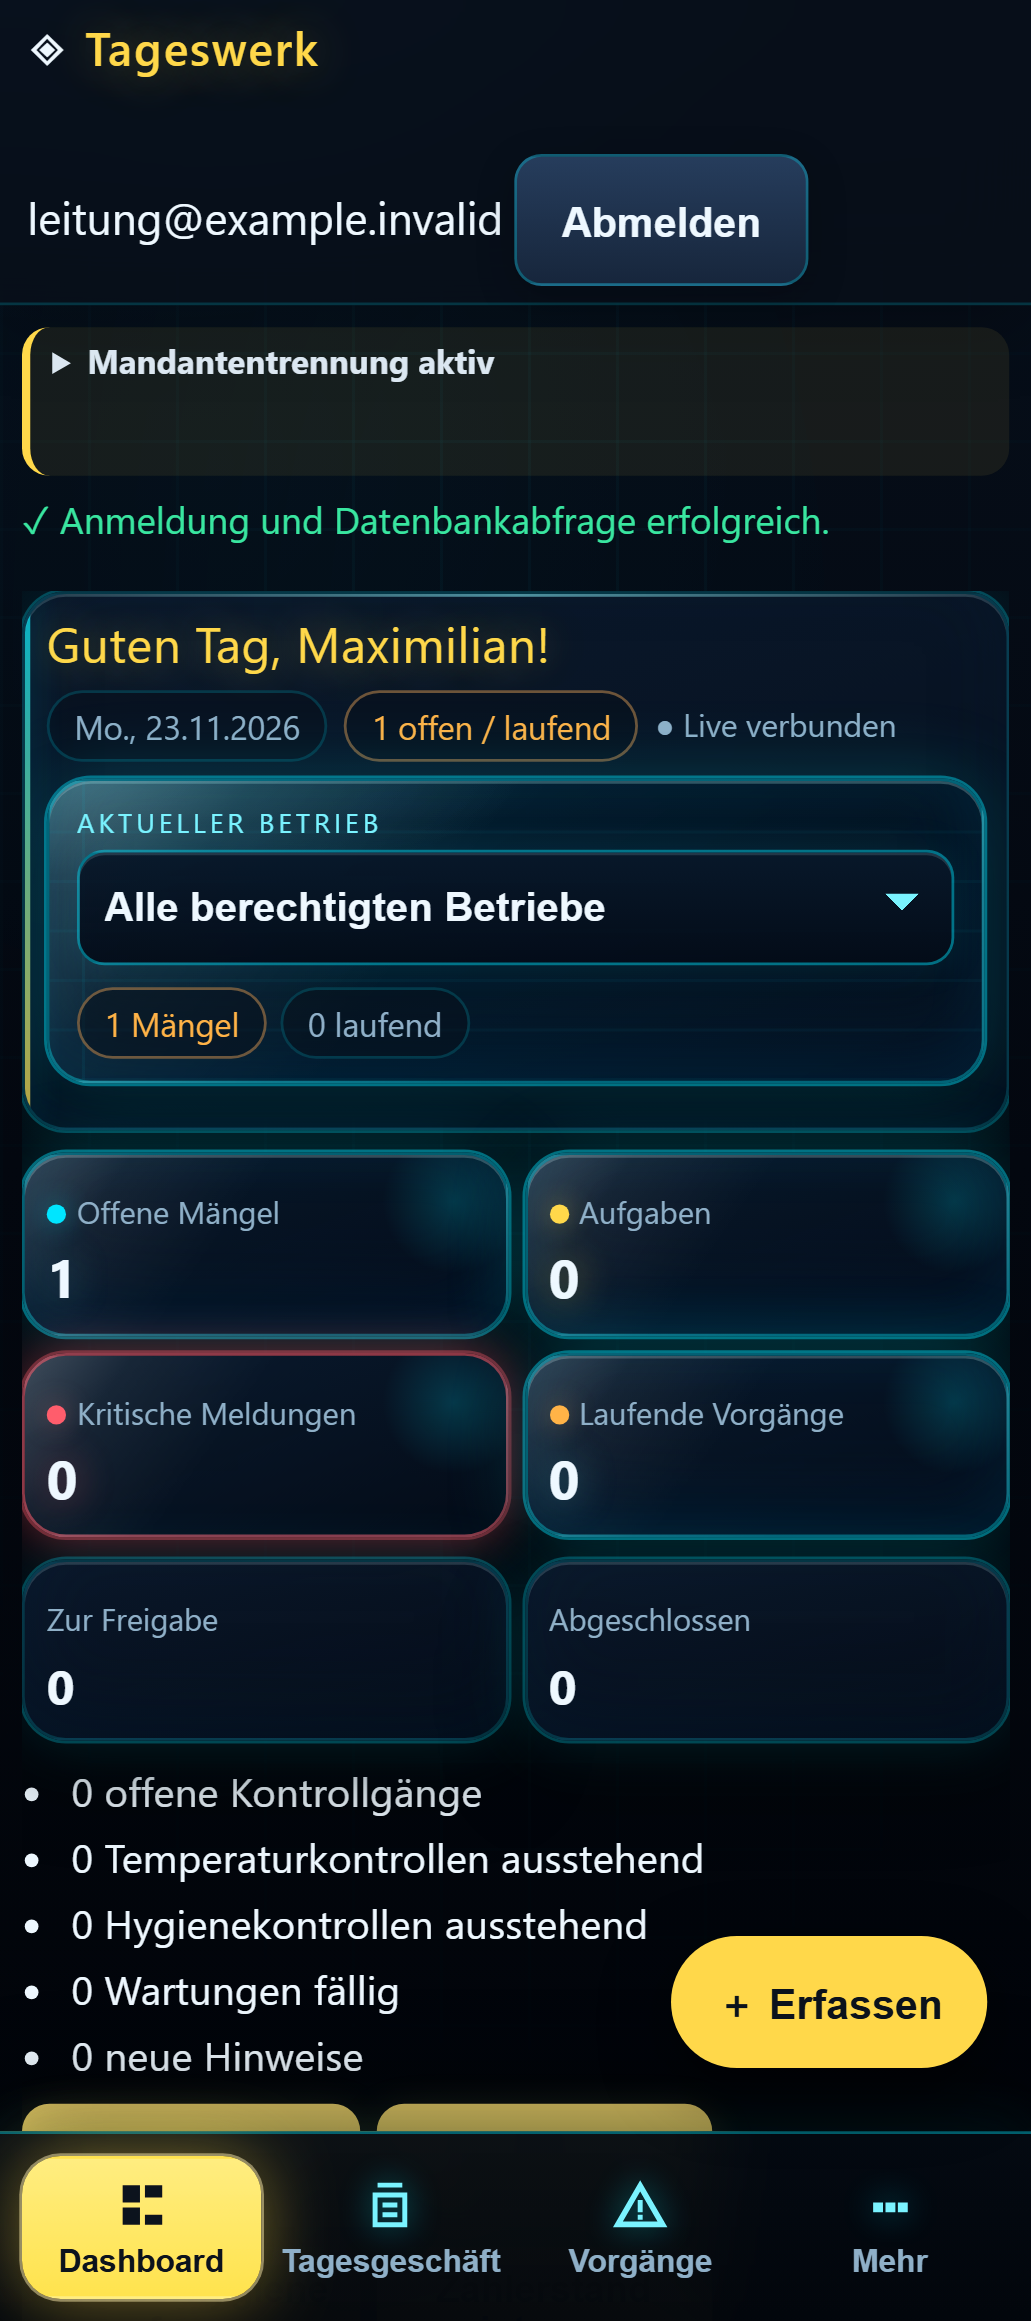 Tageswerk
leitung@example.invalid
Abmelden
Mandantentrennung aktiv
✓ Anmeldung und Datenbankabfrage erfolgreich.
Guten Tag, Maximilian!
Mo., 23.11.2026
1 offen / laufend
Live verbunden
AKTUELLER BETRIEB
Alle berechtigten Betriebe
1 Mängel
0 laufend
Offene Mängel
1
Aufgaben
0
Kritische Meldungen
0
Laufende Vorgänge
0
Zur Freigabe
0
Abgeschlossen
0
• 0 offene Kontrollgänge
• 0 Temperaturkontrollen ausstehend
• 0 Hygienekontrollen ausstehend
• 0 Wartungen fällig
• 0 neue Hinweise
+ Erfassen
Dashboard
Tagesgeschäft
Vorgänge
Mehr